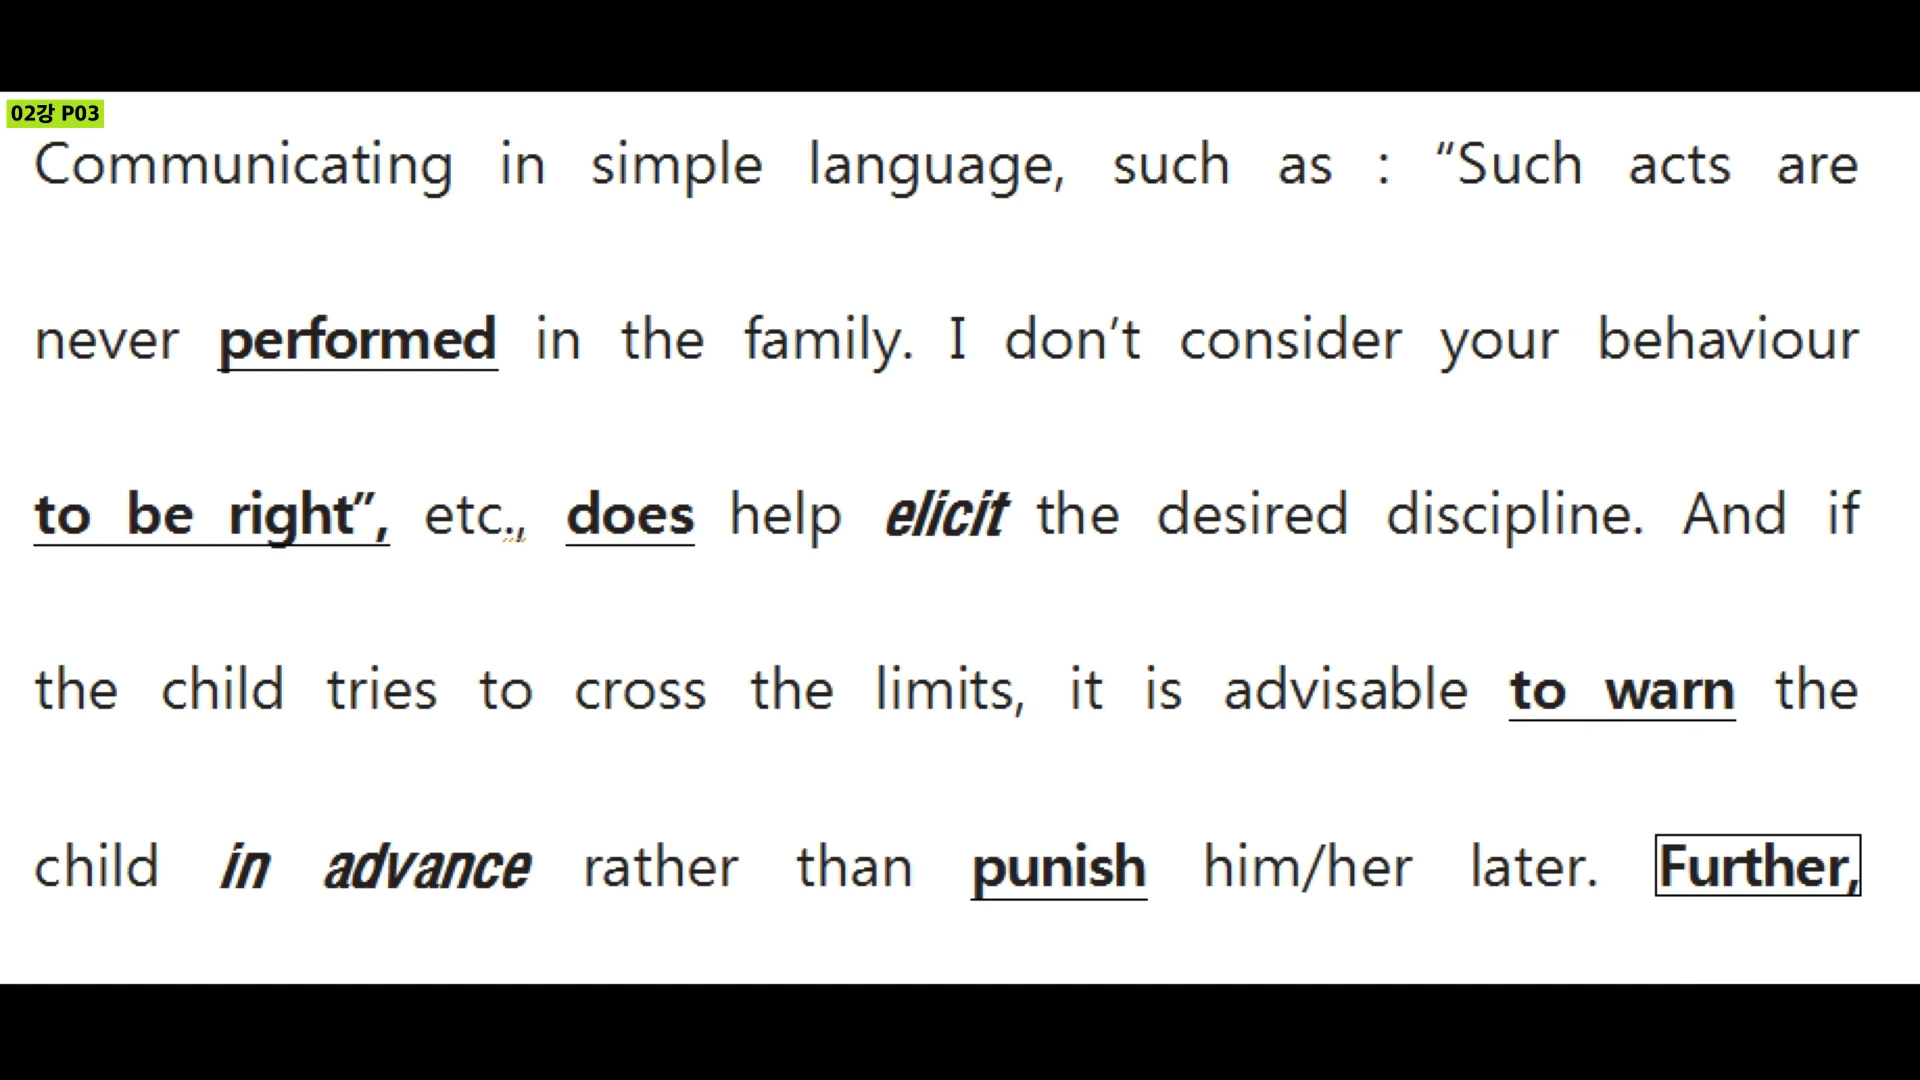 02강 P03
Communicating in simple language, such as : “Such acts are
never performed in the family. I don’t consider your behaviour
to be right”, etc., does help elicit the desired discipline. And if
the child tries to cross the limits, it is advisable to warn the
child in advance rather than punish him/her later. Further,